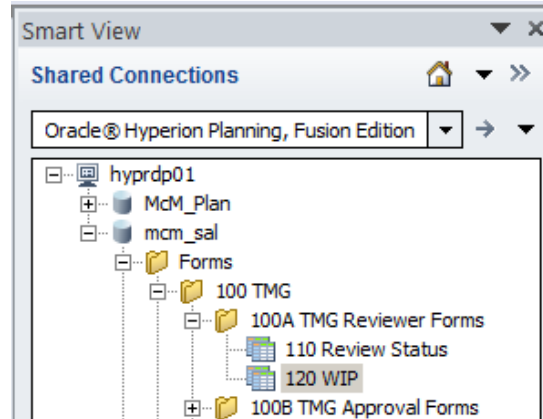 Smart View
Shared Connections
Oracle® Hyperion Planning, Fusion Edition
hyprdp01
McM_Plan
mcm_sal
Forms
100 TMG
100A TMG Reviewer Forms
110 Review Status
120 WIP
100B TMG Approval Forms